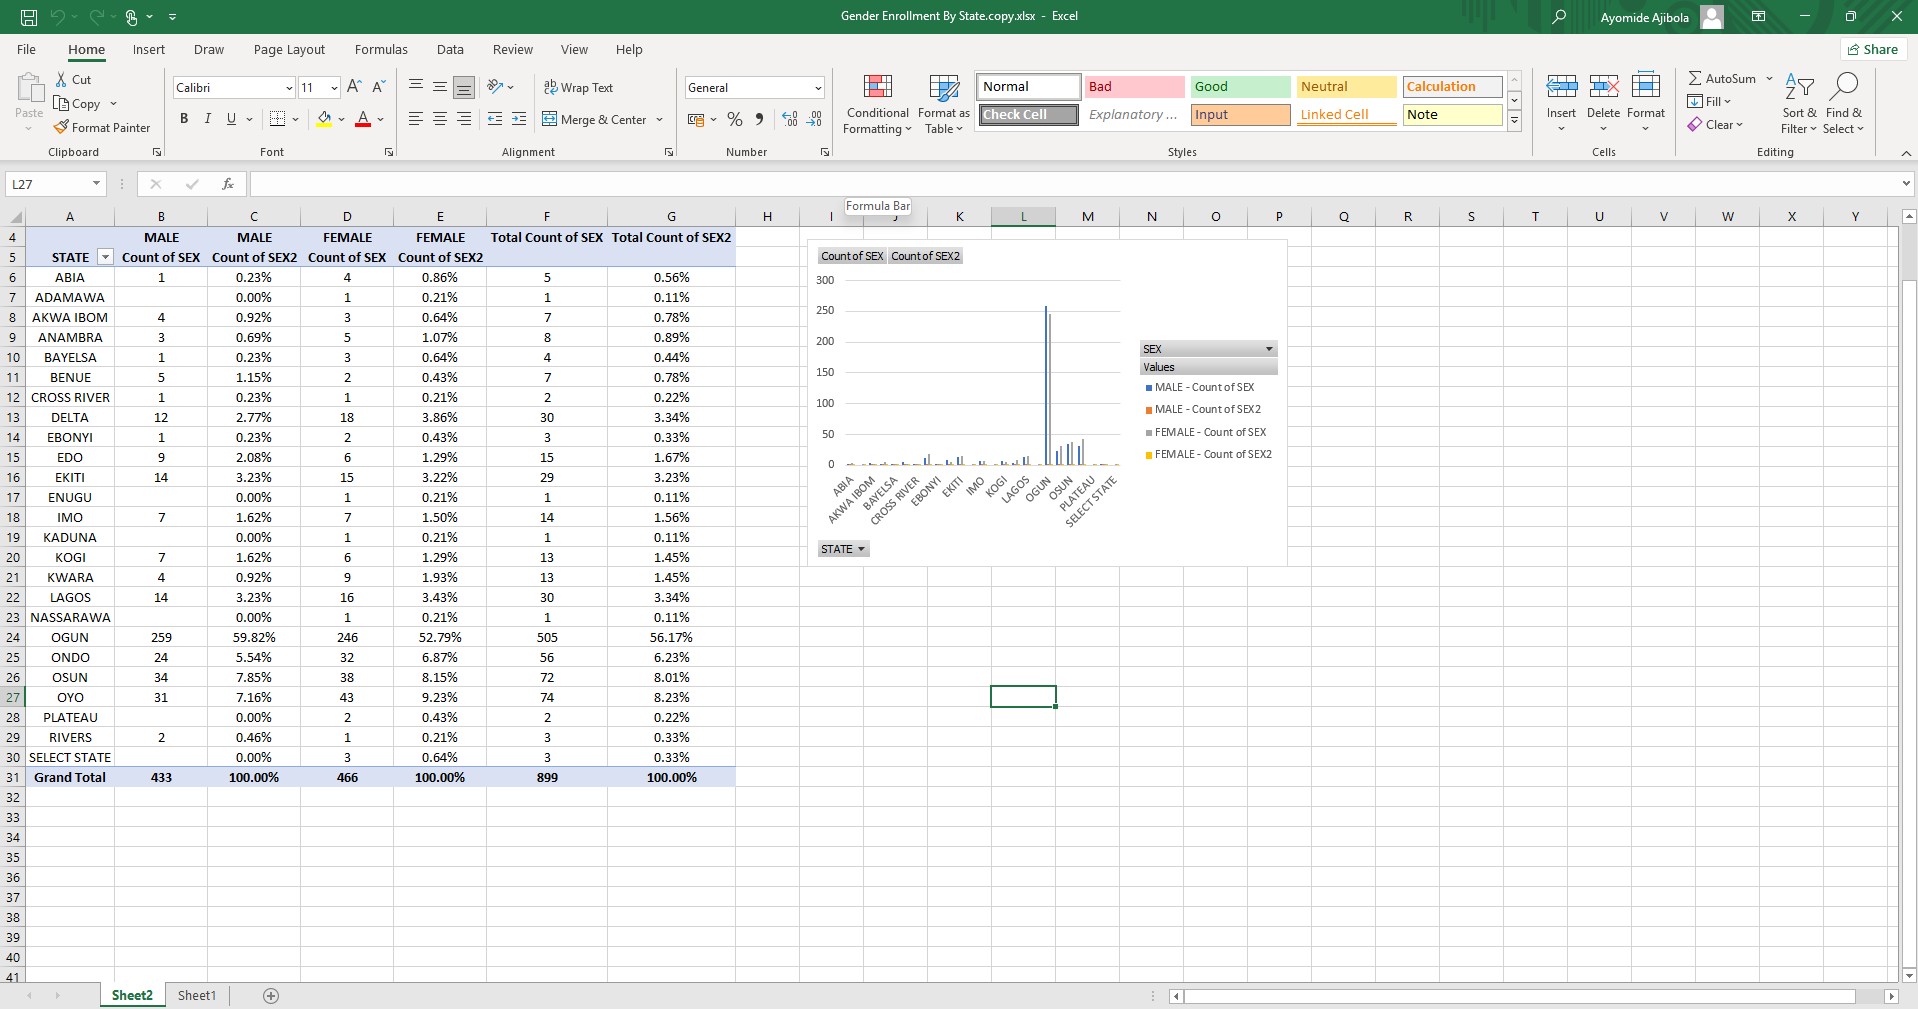 Gender Enrollment By State.copy.xlsx - Excel
Ayomide Ajibola
File Home Insert Draw Page Layout Formulas Data Review View Help
Share
Paste
Cut
Copy
Format Painter
Clipboard
Calibri 11
B I U
Font
Wrap Text
Merge & Center
Alignment
General
Number
Conditional Formatting
Format as Table
Normal Bad Good Neutral Calculation
Check Cell Explanatory ... Input Linked Cell Note
Styles
Insert Delete Format
Cells
AutoSum
Fill
Clear
Sort & Filter
Find & Select
Editing
L27
fx
Formula Bar
A B C D E F G H I J K L M N O P Q R S T U V W X Y
4 MALE MALE FEMALE FEMALE Total Count of SEX Total Count of SEX2
5 STATE Count of SEX Count of SEX2 Count of SEX Count of SEX2
6 ABIA 1 0.23% 4 0.86% 5 0.56%
7 ADAMAWA 0.00% 1 0.21% 1 0.11%
8 AKWA IBOM 4 0.92% 3 0.64% 7 0.78%
9 ANAMBRA 3 0.69% 5 1.07% 8 0.89%
10 BAYELSA 1 0.23% 3 0.64% 4 0.44%
11 BENUE 5 1.15% 2 0.43% 7 0.78%
12 CROSS RIVER 1 0.23% 1 0.21% 2 0.22%
13 DELTA 12 2.77% 18 3.86% 30 3.34%
14 EBONYI 1 0.23% 2 0.43% 3 0.33%
15 EDO 9 2.08% 6 1.29% 15 1.67%
16 EKITI 14 3.23% 15 3.22% 29 3.23%
17 ENUGU 0.00% 1 0.21% 1 0.11%
18 IMO 7 1.62% 7 1.50% 14 1.56%
19 KADUNA 0.00% 1 0.21% 1 0.11%
20 KOGI 7 1.62% 6 1.29% 13 1.45%
21 KWARA 4 0.92% 9 1.93% 13 1.45%
22 LAGOS 14 3.23% 16 3.43% 30 3.34%
23 NASSARAWA 0.00% 1 0.21% 1 0.11%
24 OGUN 259 59.82% 246 52.79% 505 56.17%
25 ONDO 24 5.54% 32 6.87% 56 6.23%
26 OSUN 34 7.85% 38 8.15% 72 8.01%
27 OYO 31 7.16% 43 9.23% 74 8.23%
28 PLATEAU 0.00% 2 0.43% 2 0.22%
29 RIVERS 2 0.46% 1 0.21% 3 0.33%
30 SELECT STATE 0.00% 3 0.64% 3 0.33%
31 Grand Total 433 100.00% 466 100.00% 899 100.00%
32
33
34
35
36
37
38
39
40
41
Count of SEX Count of SEX2
300
250
200
150
100
50
0
ABIA
AKWA IBOM
BAYELSA
CROSS RIVER
EBONYI
EKITI
IMO
KOGI
LAGOS
OGUN
OSUN
PLATEAU
SELECT STATE
STATE
SEX
Values
MALE - Count of SEX
MALE - Count of SEX2
FEMALE - Count of SEX
FEMALE - Count of SEX2
Sheet2 Sheet1